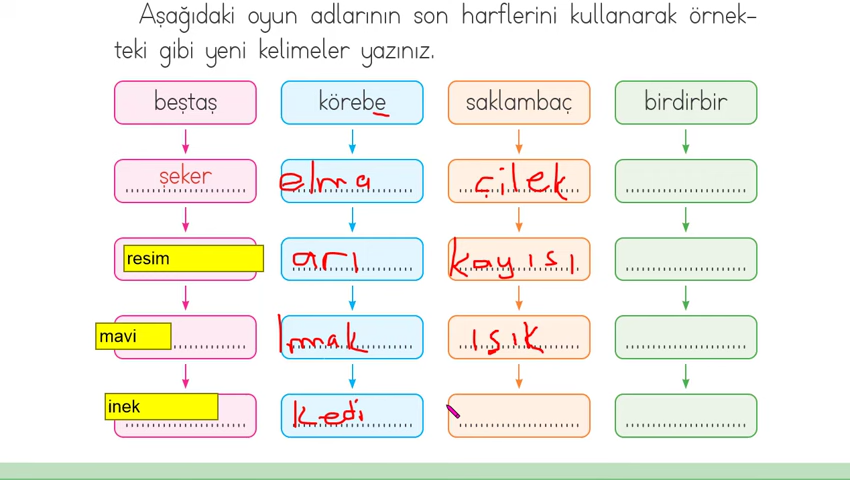 Aşağıdaki oyun adlarının son harflerini kullanarak örnek-
teki gibi yeni kelimeler yazınız.
beştaş körebe saklambaç birdirbir
şeker elma çilek
resim arı kayısı
mavi Irmak ışık
inek kedi